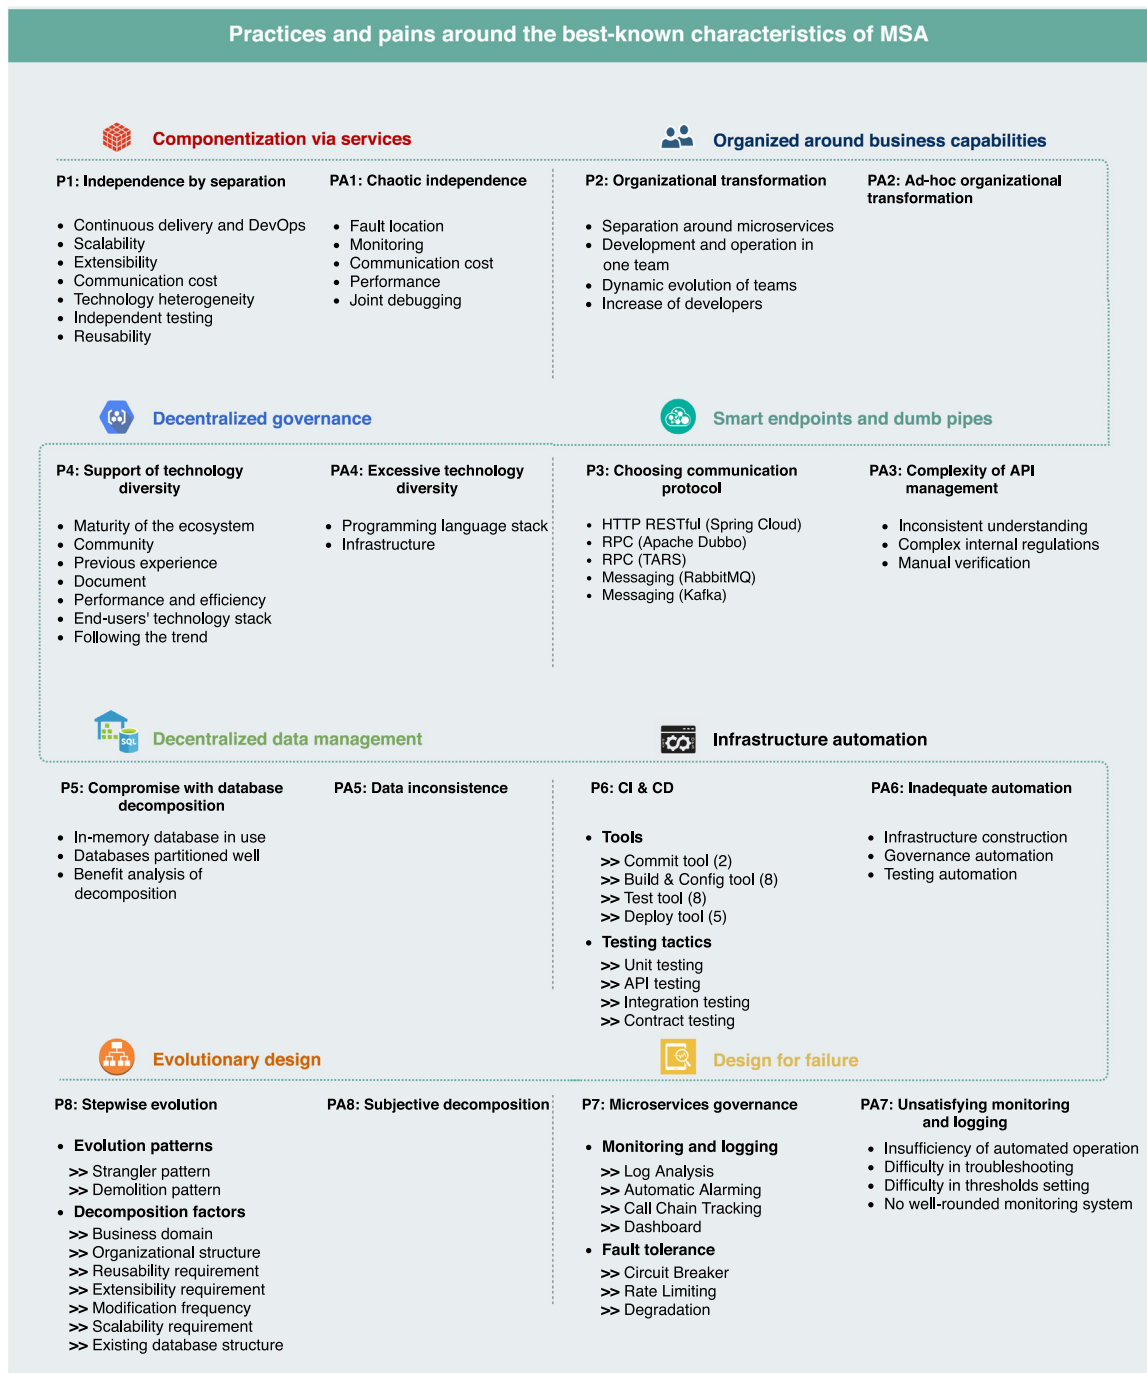 Practices and pains around the best-known characteristics of MSA
Componentization via services
P1: Independence by separation
• Continuous delivery and DevOps
• Scalability
• Extensibility
• Communication cost
• Technology heterogeneity
• Independent testing
• Reusability
PA1: Chaotic independence
• Fault location
• Monitoring
• Communication cost
• Performance
• Joint debugging
Organized around business capabilities
P2: Organizational transformation
• Separation around microservices
• Development and operation in
one team
• Dynamic evolution of teams
• Increase of developers
PA2: Ad-hoc organizational
transformation
Decentralized governance
P4: Support of technology
diversity
• Maturity of the ecosystem
• Community
• Previous experience
• Document
• Performance and efficiency
• End-users' technology stack
• Following the trend
PA4: Excessive technology
diversity
• Programming language stack
• Infrastructure
Smart endpoints and dumb pipes
P3: Choosing communication
protocol
• HTTP RESTful (Spring Cloud)
• RPC (Apache Dubbo)
• RPC (TARS)
• Messaging (RabbitMQ)
• Messaging (Kafka)
PA3: Complexity of API
management
• Inconsistent understanding
• Complex internal regulations
• Manual verification
SQL
Decentralized data management
P5: Compromise with database
decomposition
• In-memory database in use
• Databases partitioned well
• Benefit analysis of
decomposition
PA5: Data inconsistence
Infrastructure automation
P6: CI & CD
• Tools
>> Commit tool (2)
>> Build & Config tool (8)
>> Test tool (8)
>> Deploy tool (5)
• Testing tactics
>> Unit testing
>> API testing
>> Integration testing
>> Contract testing
PA6: Inadequate automation
• Infrastructure construction
• Governance automation
• Testing automation
Evolutionary design
P8: Stepwise evolution
• Evolution patterns
>> Strangler pattern
>> Demolition pattern
• Decomposition factors
>> Business domain
>> Organizational structure
>> Reusability requirement
>> Extensibility requirement
>> Modification frequency
>> Scalability requirement
>> Existing database structure
PA8: Subjective decomposition
Design for failure
P7: Microservices governance
• Monitoring and logging
>> Log Analysis
>> Automatic Alarming
>> Call Chain Tracking
>> Dashboard
• Fault tolerance
>> Circuit Breaker
>> Rate Limiting
>> Degradation
PA7: Unsatisfying monitoring
and logging
• Insufficiency of automated operation
• Difficulty in troubleshooting
• Difficulty in thresholds setting
• No well-rounded monitoring system